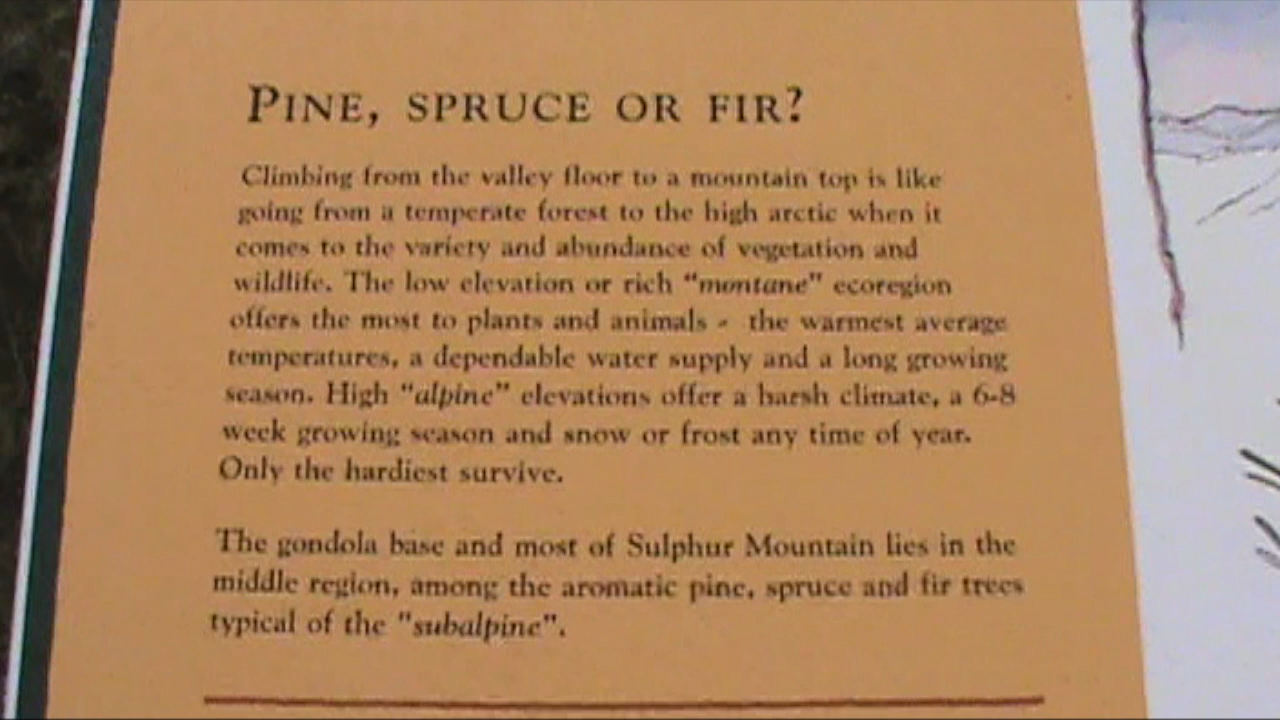 PINE, SPRUCE OR FIR?
Climbing from the valley floor to a mountain top is like
going from a temperate forest to the high arctic when it
comes to the variety and abundance of vegetation and
wildlife. The low elevation or rich "montane" ecoregion
offers the most to plants and animals - the warmest average
temperatures, a dependable water supply and a long growing
season. High "alpine" elevations offer a harsh climate, a 6-8
week growing season and snow or frost any time of year.
Only the hardiest survive.
The gondola base and most of Sulphur Mountain lies in the
middle region, among the aromatic pine, spruce and fir trees
typical of the "subalpine".